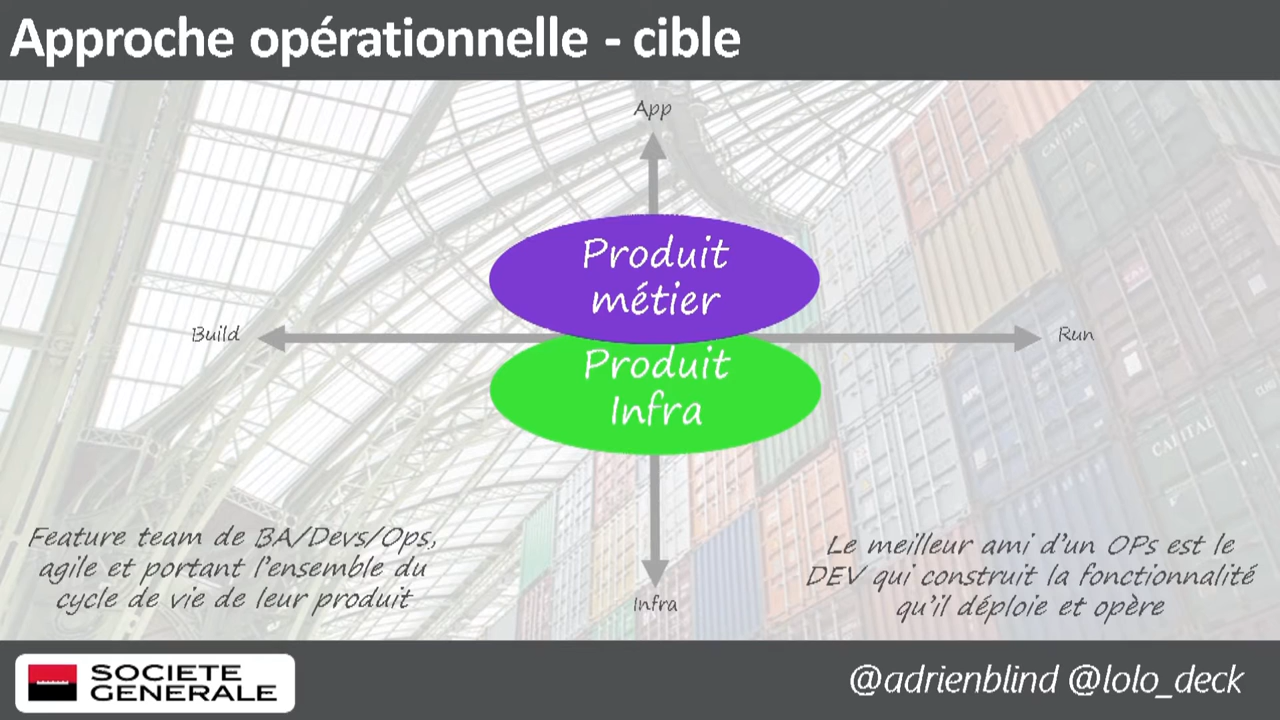 Approche opérationnelle - cible
App
Produit
métier
Build
Run
Produit
Infra
Feature team de BA/Devs/Ops,
agile et portant l'ensemble du
cycle de vie de leur produit
Le meilleur ami d'un OPs est le
DEV qui construit la fonctionnalité
qu'il déploie et opère
Infra
SOCIETE
GENERALE
@adrienblind @lolo_deck
CAPITAL
CAPITAL